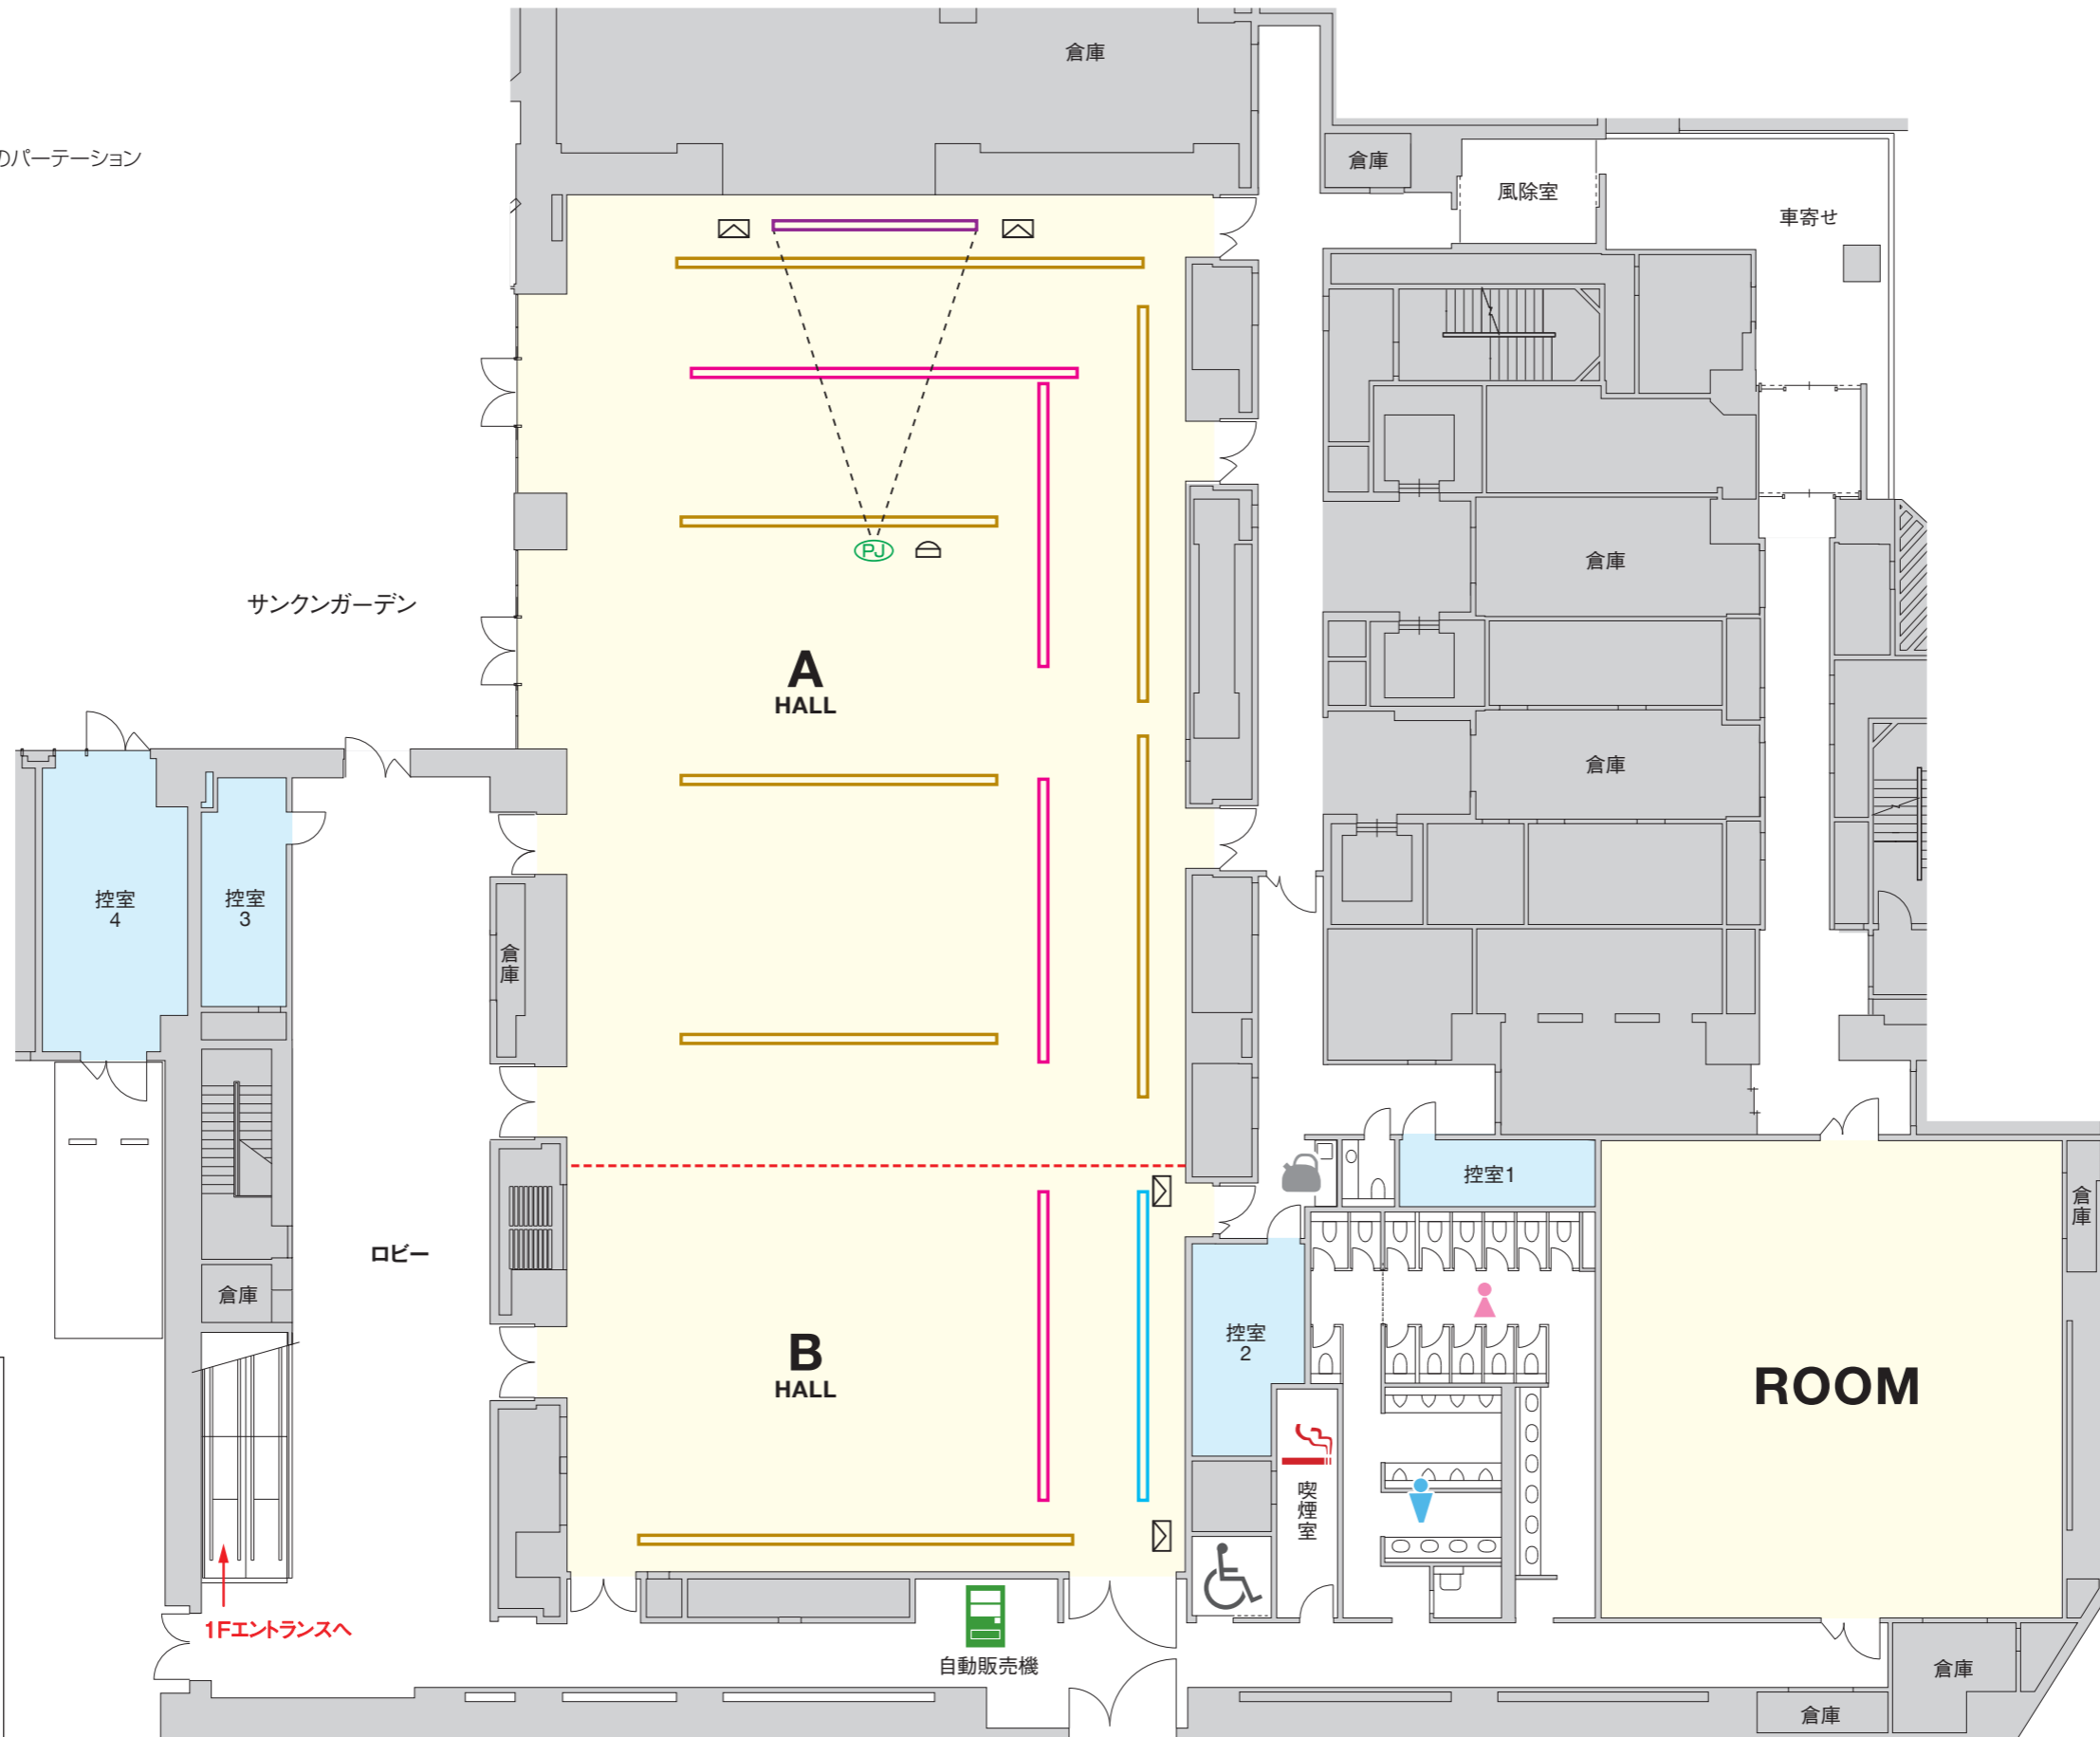 倉庫
のパーテーション
倉庫
風除室
車寄せ
PJ
倉庫
サンクンガーデン
A
HALL
倉庫
控室
4
控室
3
倉庫
控室1
倉庫
ロビー
倉庫
控室
2
B
HALL
ROOM
喫煙室
1Fエントランスへ
自動販売機
倉庫
倉庫